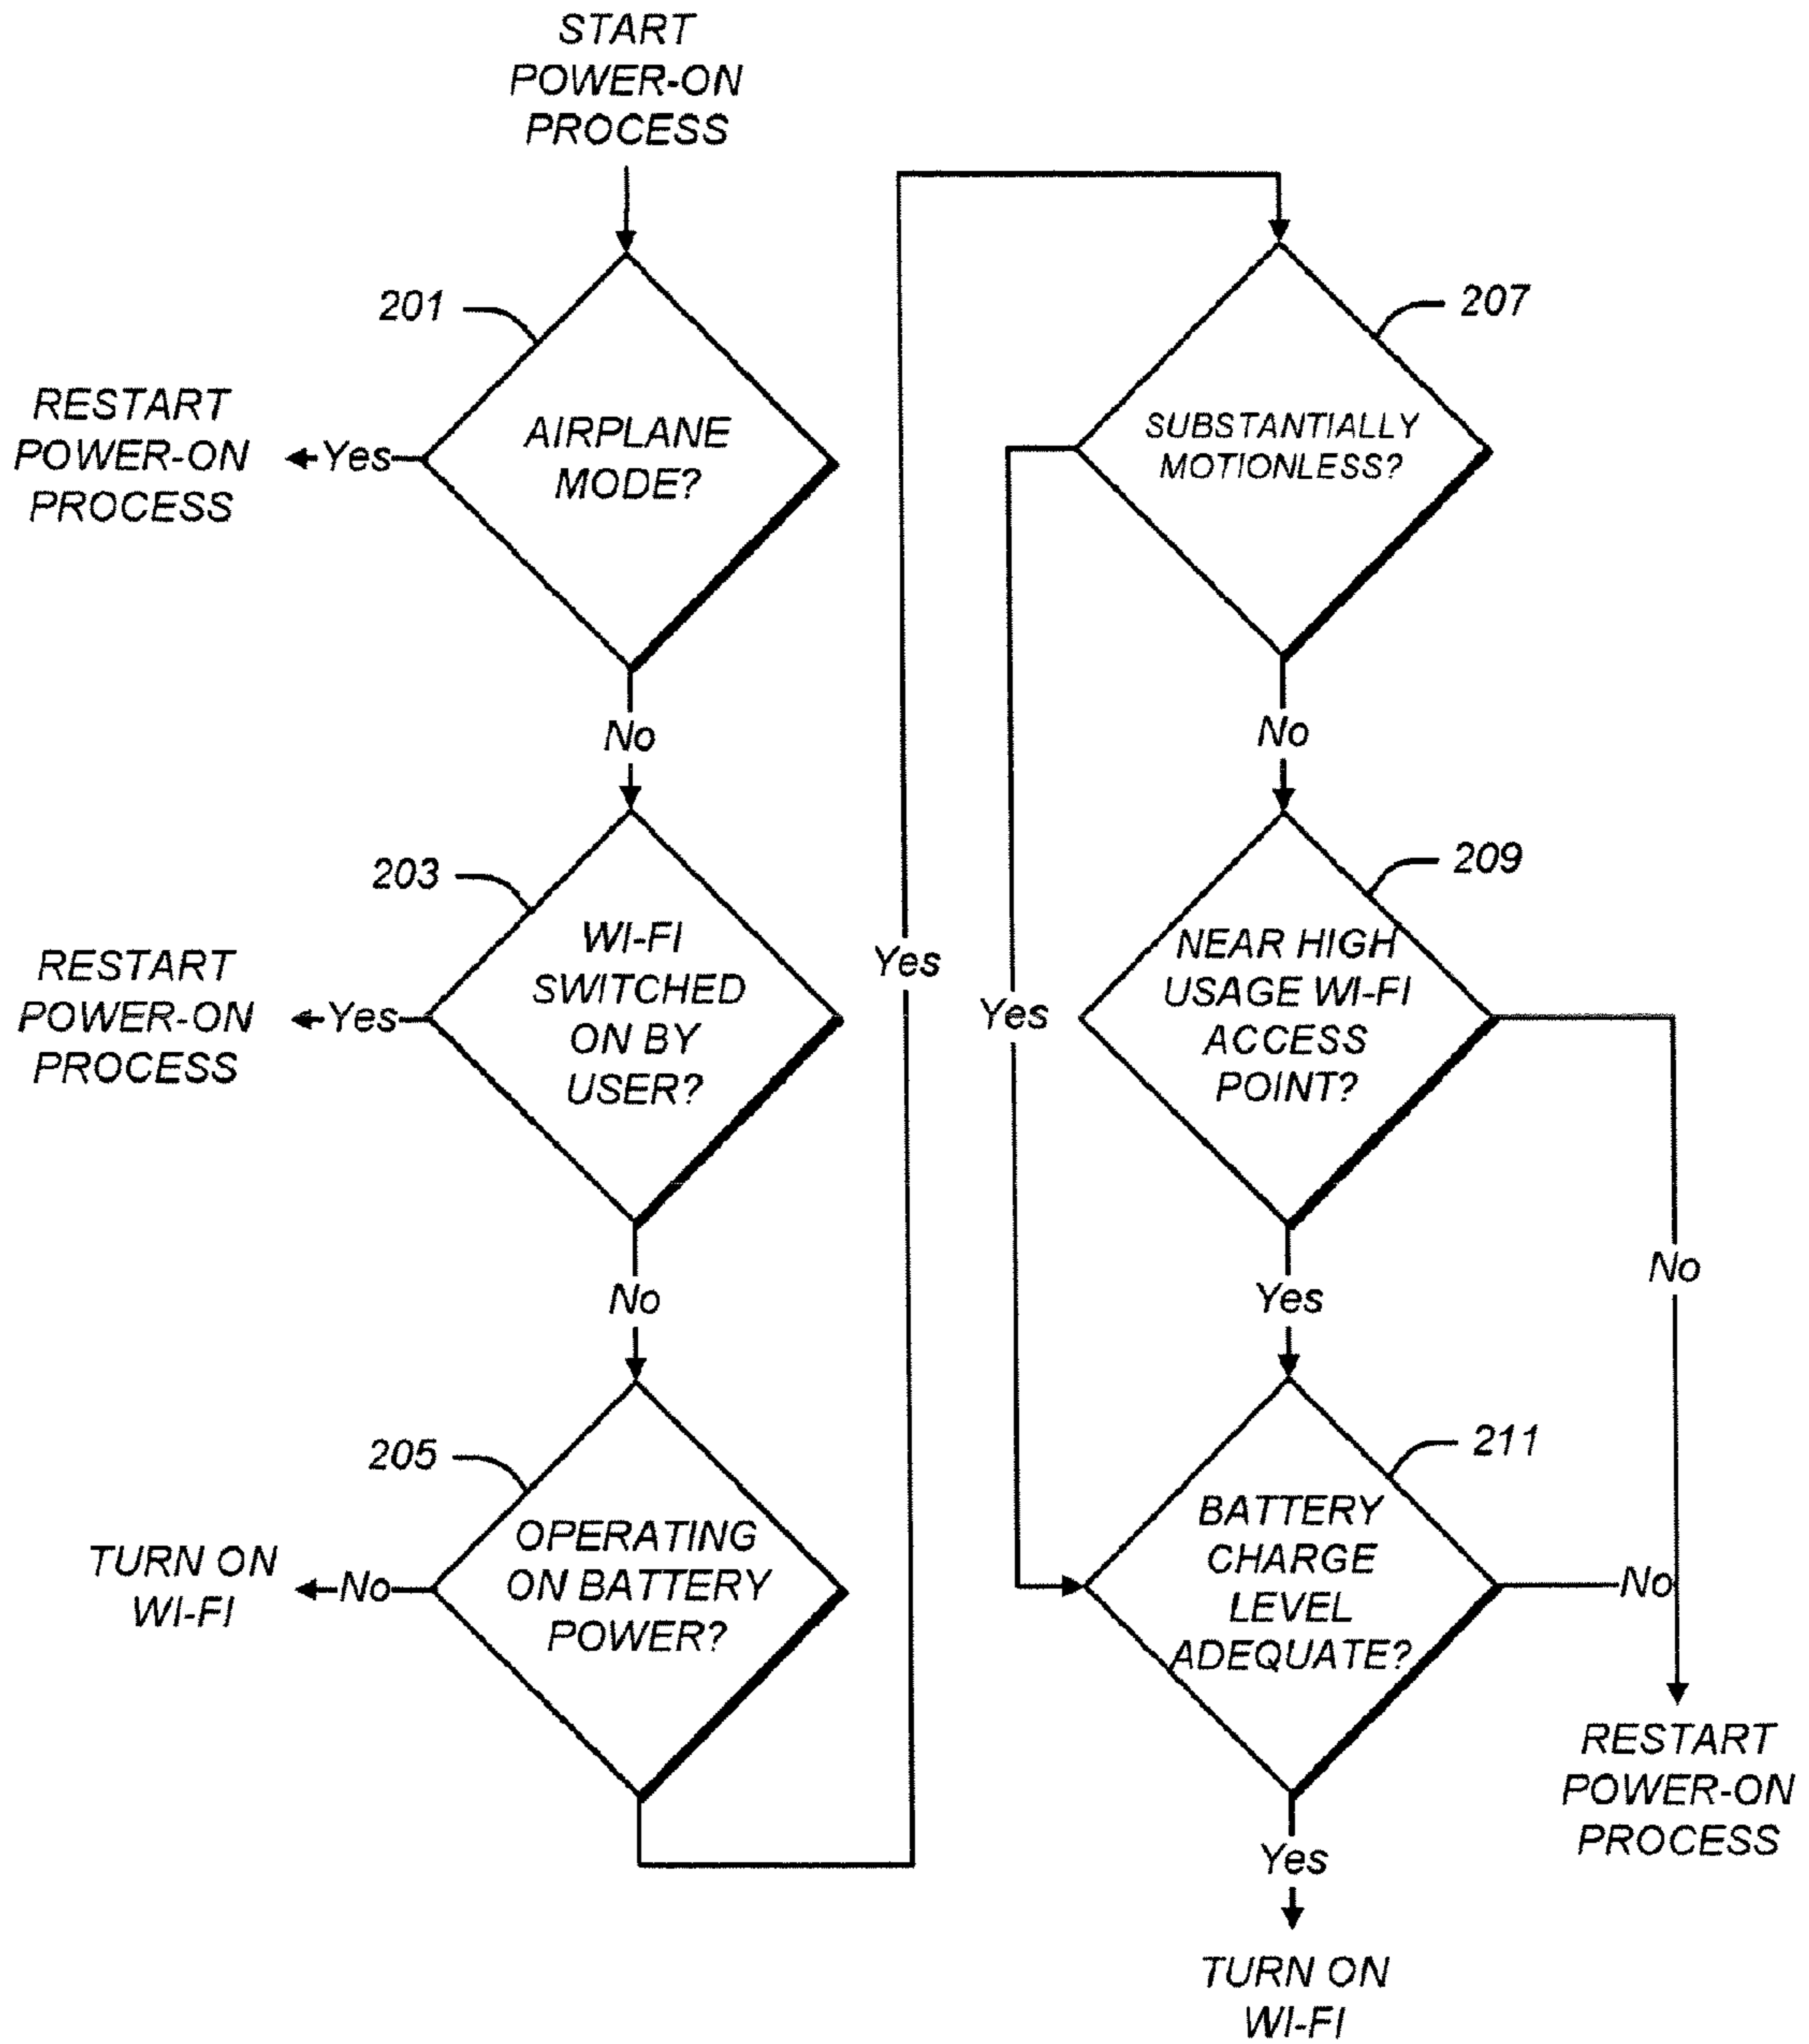 START
POWER-ON
PROCESS
201
AIRPLANE
MODE?
Yes
RESTART
POWER-ON
PROCESS
No
203
WI-FI
SWITCHED
ON BY
USER?
Yes
RESTART
POWER-ON
PROCESS
No
205
OPERATING
ON BATTERY
POWER?
No
TURN ON
WI-FI
Yes
207
SUBSTANTIALLY
MOTIONLESS?
Yes
No
209
NEAR HIGH
USAGE WI-FI
ACCESS
POINT?
No
Yes
211
BATTERY
CHARGE
LEVEL
ADEQUATE?
No
RESTART
POWER-ON
PROCESS
Yes
TURN ON
WI-FI